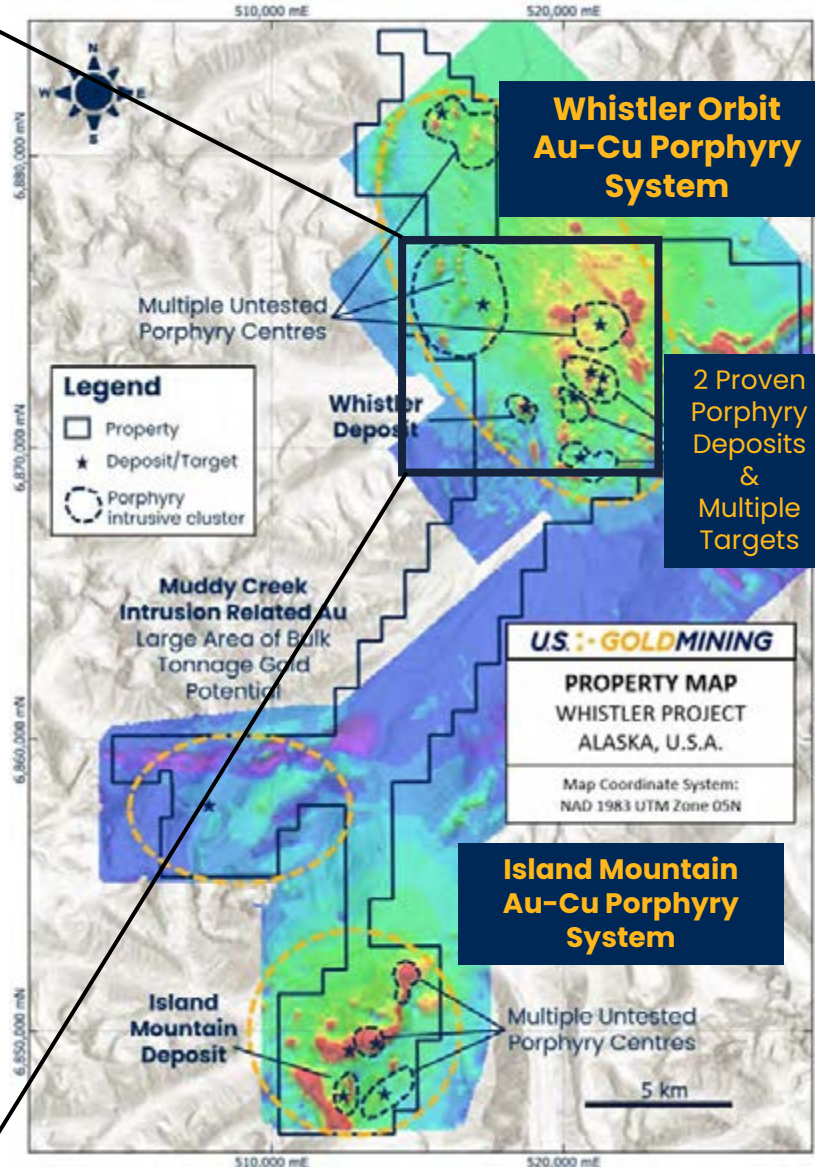 510,000 mE
520,000 mE
N
W
E
S
6,880,000 mN
6,870,000 mN
6,860,000 mN
6,850,000 mN
Whistler Orbit
Au-Cu Porphyry
System
Multiple Untested
Porphyry Centres
Legend
Property
Deposit/Target
Porphyry
intrusive cluster
Whistler
Deposit
2 Proven
Porphyry
Deposits
&
Multiple
Targets
Muddy Creek
Intrusion Related Au
Large Area of Bulk
Tonnage Gold
Potential
U.S. GOLDMINING
PROPERTY MAP
WHISTLER PROJECT
ALASKA, U.S.A.
Map Coordinate System:
NAD 1983 UTM Zone 05N
Island Mountain
Au-Cu Porphyry
System
Island
Mountain
Deposit
Multiple Untested
Porphyry Centres
5 km
510,000 mE
520,000 mE